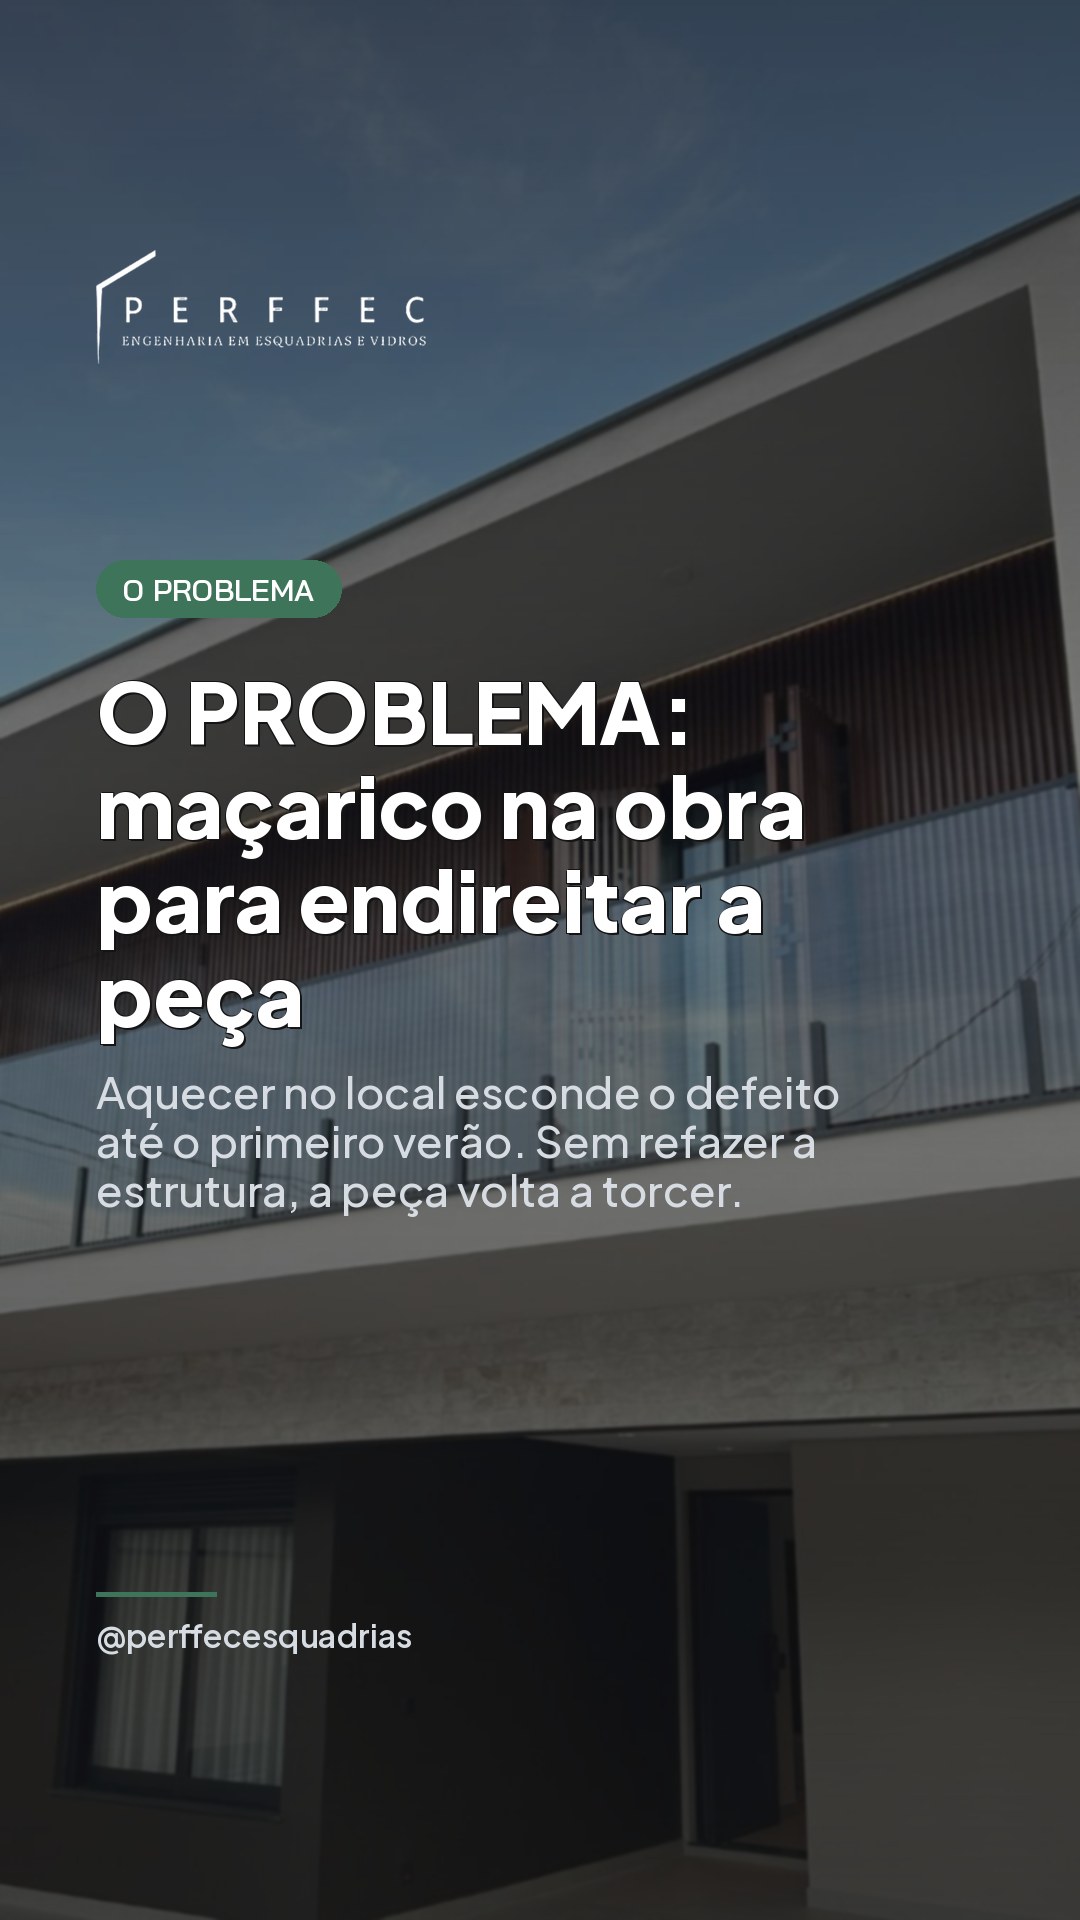 PERFFEC
ENGENHARIA EM ESQUADRIAS E VIDROS
O PROBLEMA
O PROBLEMA:
maçarico na obra
para endireitar a
peça
Aquecer no local esconde o defeito
até o primeiro verão. Sem refazer a
estrutura, a peça volta a torcer.
@perffecesquadrias